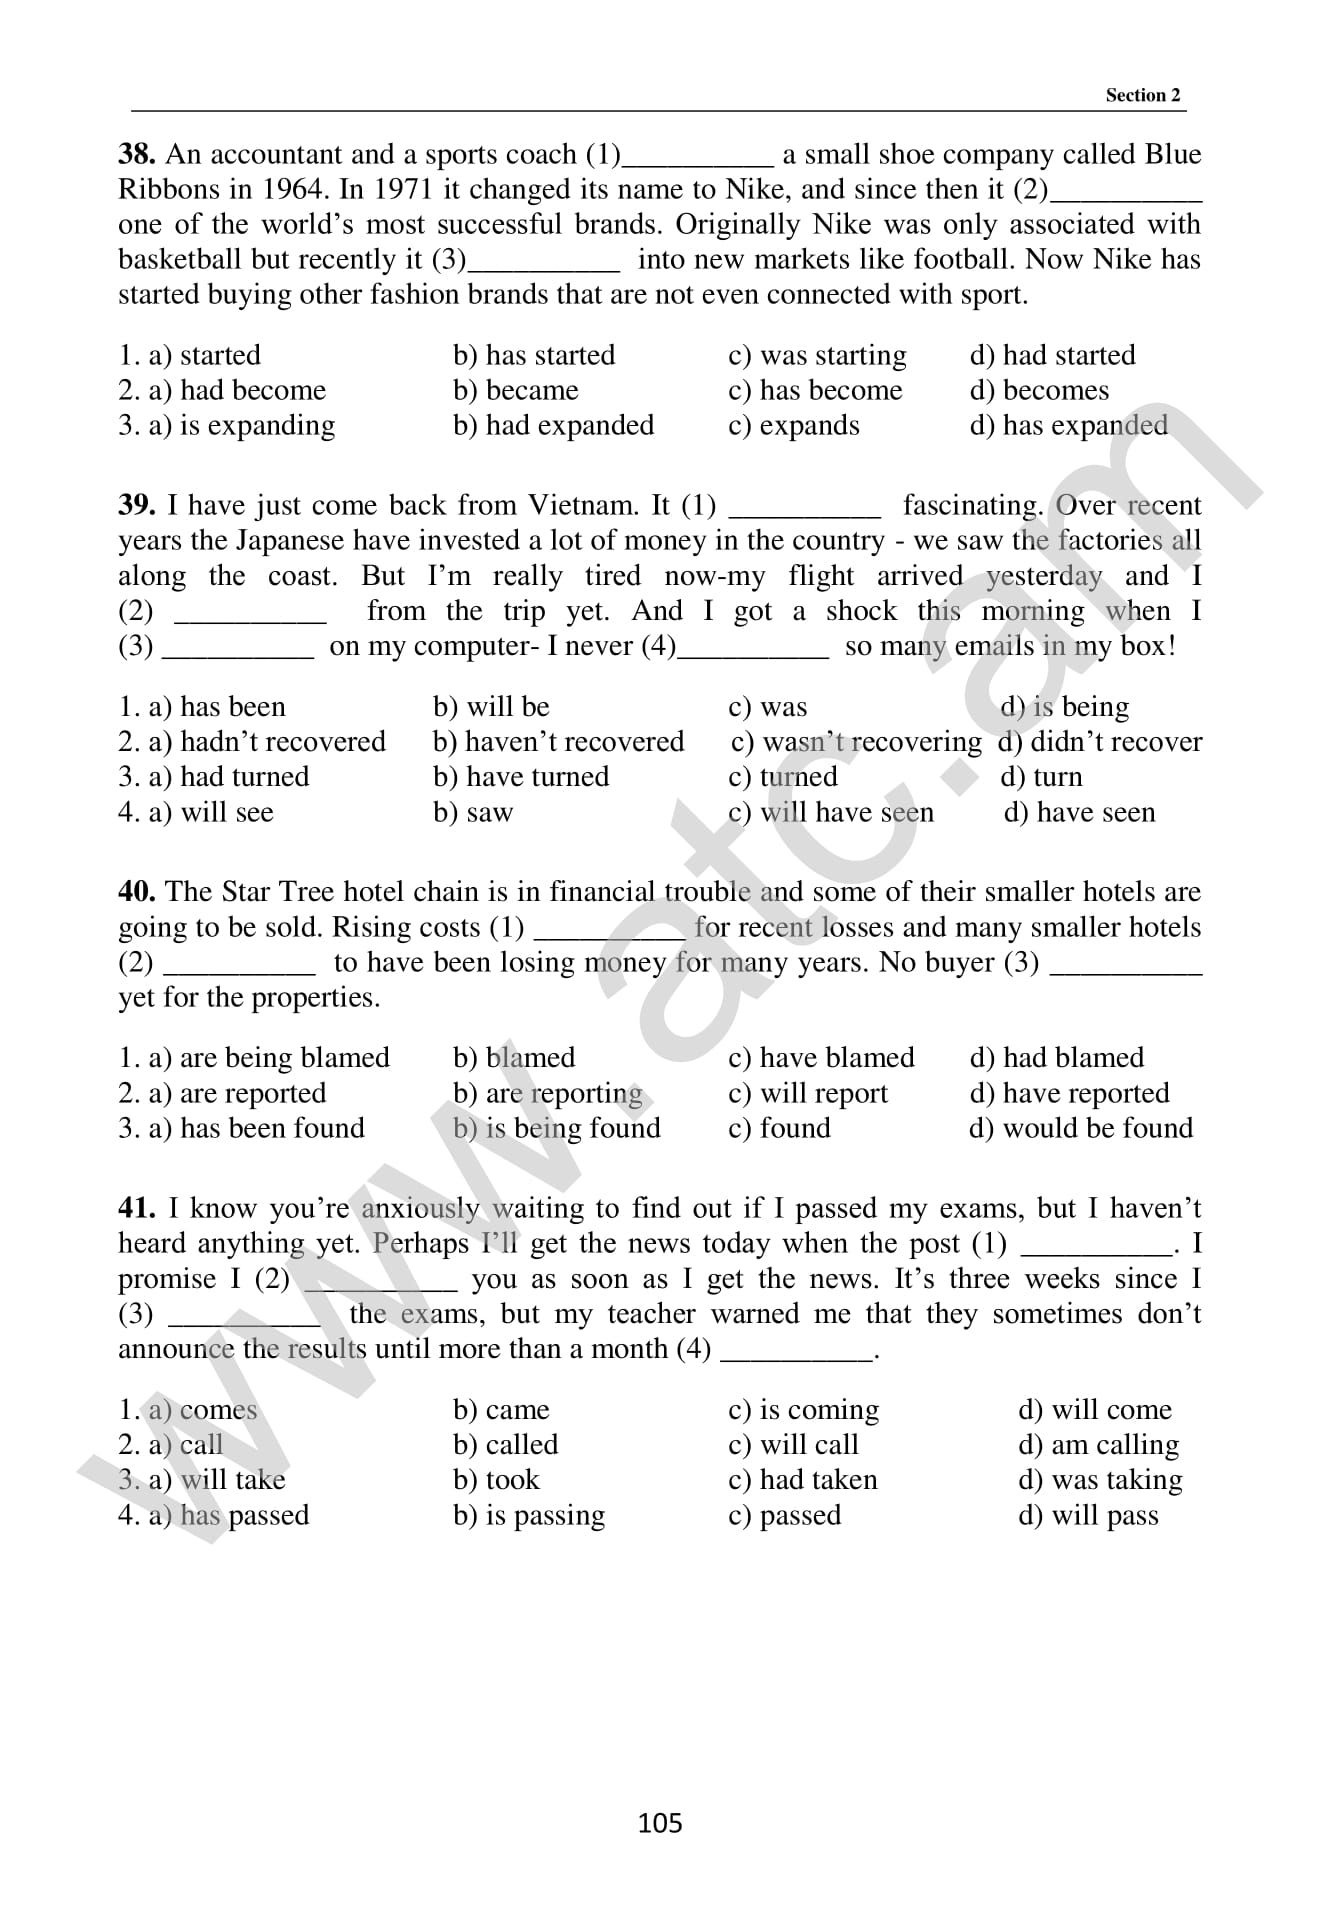 Section 2
38. An accountant and a sports coach (1)__________ a small shoe company called Blue
Ribbons in 1964. In 1971 it changed its name to Nike, and since then it (2)__________
one of the world’s most successful brands. Originally Nike was only associated with
basketball but recently it (3)__________ into new markets like football. Now Nike has
started buying other fashion brands that are not even connected with sport.
1. a) started b) has started c) was starting d) had started
2. a) had become b) became c) has become d) becomes
3. a) is expanding b) had expanded c) expands d) has expanded
39. I have just come back from Vietnam. It (1) __________ fascinating. Over recent
years the Japanese have invested a lot of money in the country - we saw the factories all
along the coast. But I’m really tired now-my flight arrived yesterday and I
(2) __________ from the trip yet. And I got a shock this morning when I
(3) __________ on my computer- I never (4)__________ so many emails in my box!
1. a) has been b) will be c) was d) is being
2. a) hadn’t recovered b) haven’t recovered c) wasn’t recovering d) didn’t recover
3. a) had turned b) have turned c) turned d) turn
4. a) will see b) saw c) will have seen d) have seen
40. The Star Tree hotel chain is in financial trouble and some of their smaller hotels are
going to be sold. Rising costs (1) __________ for recent losses and many smaller hotels
(2) __________ to have been losing money for many years. No buyer (3) __________
yet for the properties.
1. a) are being blamed b) blamed c) have blamed d) had blamed
2. a) are reported b) are reporting c) will report d) have reported
3. a) has been found b) is being found c) found d) would be found
41. I know you’re anxiously waiting to find out if I passed my exams, but I haven’t
heard anything yet. Perhaps I’ll get the news today when the post (1) __________. I
promise I (2) __________ you as soon as I get the news. It’s three weeks since I
(3) __________ the exams, but my teacher warned me that they sometimes don’t
announce the results until more than a month (4) __________.
1. a) comes b) came c) is coming d) will come
2. a) call b) called c) will call d) am calling
3. a) will take b) took c) had taken d) was taking
4. a) has passed b) is passing c) passed d) will pass
105
www.atc.am